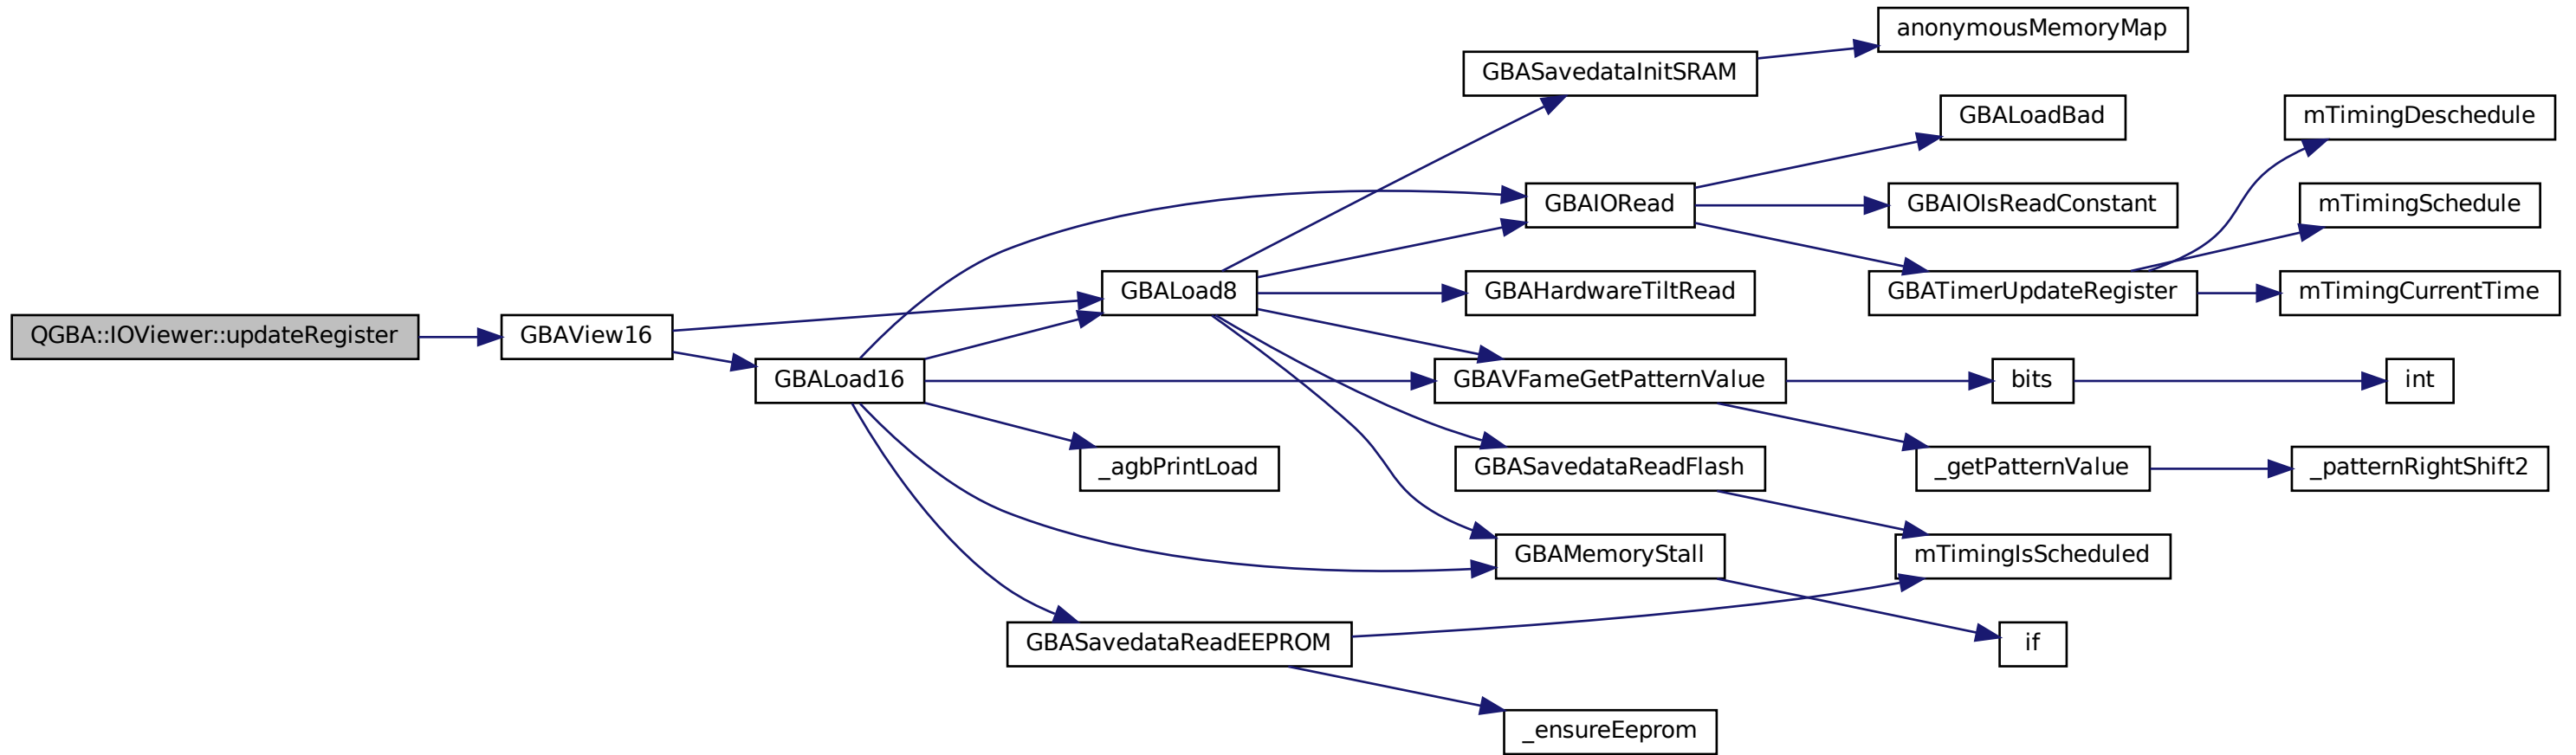 anonymousMemoryMap
GBASavedataInitSRAM
GBALoadBad
mTimingDeschedule
GBAIORead
GBAIOIsReadConstant
mTimingSchedule
GBALoad8
GBAHardwareTiltRead
GBATimerUpdateRegister
mTimingCurrentTime
QGBA::IOViewer::updateRegister
GBAView16
GBALoad16
GBAVFameGetPatternValue
bits
int
_agbPrintLoad
GBASavedataReadFlash
_getPatternValue
_patternRightShift2
GBAMemoryStall
mTimingIsScheduled
GBASavedataReadEEPROM
if
_ensureEeprom